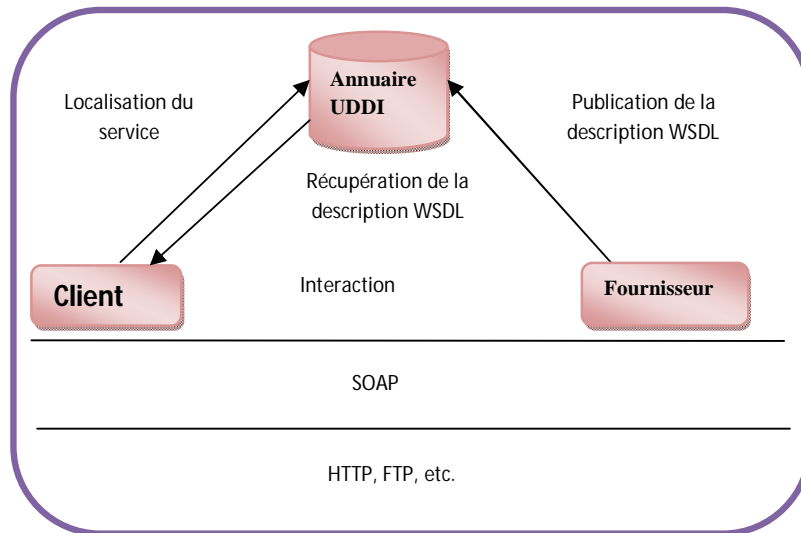 Annuaire
UDDI
Localisation du
service
Publication de la
description WSDL
Récupération de la
description WSDL
Client
Interaction
Fournisseur
SOAP
HTTP, FTP, etc.